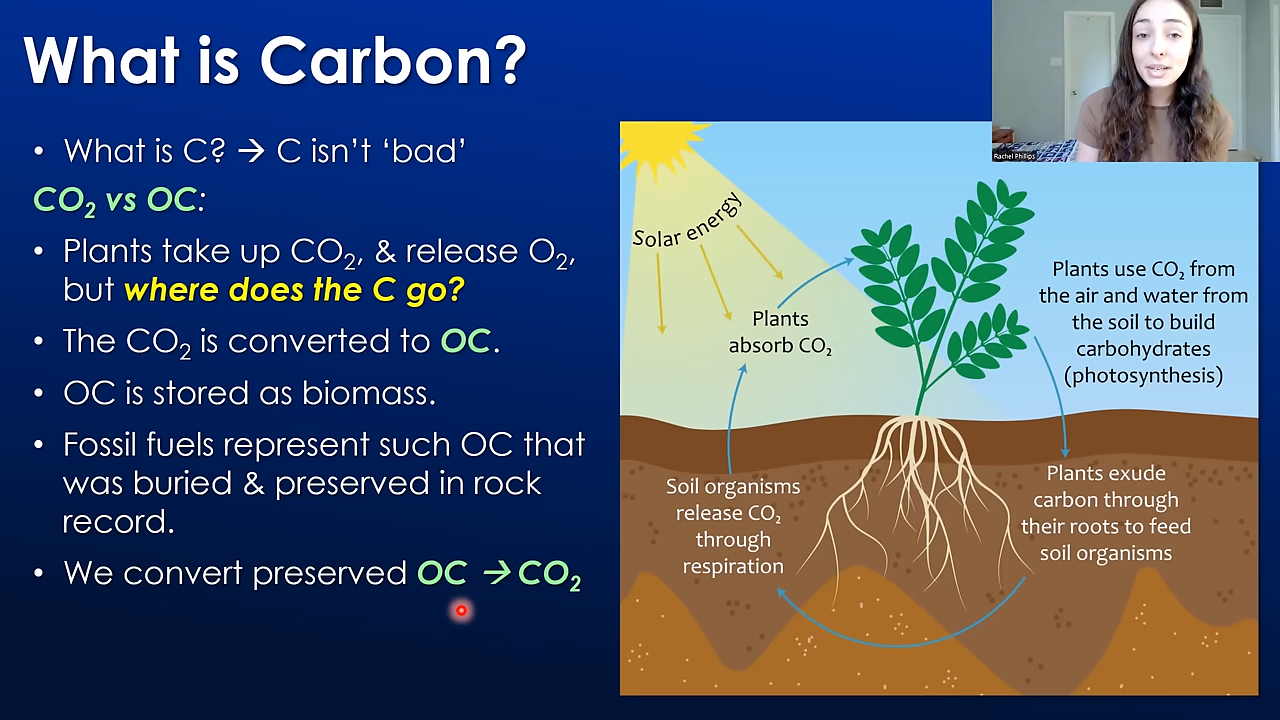 What is Carbon?
• What is C? → C isn’t ‘bad’
CO₂ vs OC:
• Plants take up CO₂, & release O₂,
but where does the C go?
• The CO₂ is converted to OC.
• OC is stored as biomass.
• Fossil fuels represent such OC that
was buried & preserved in rock
record.
• We convert preserved OC → CO₂
Rachel Phillips
Solar energy
Plants
absorb CO₂
Plants use CO₂ from
the air and water from
the soil to build
carbohydrates
(photosynthesis)
Soil organisms
release CO₂
through
respiration
Plants exude
carbon through
their roots to feed
soil organisms